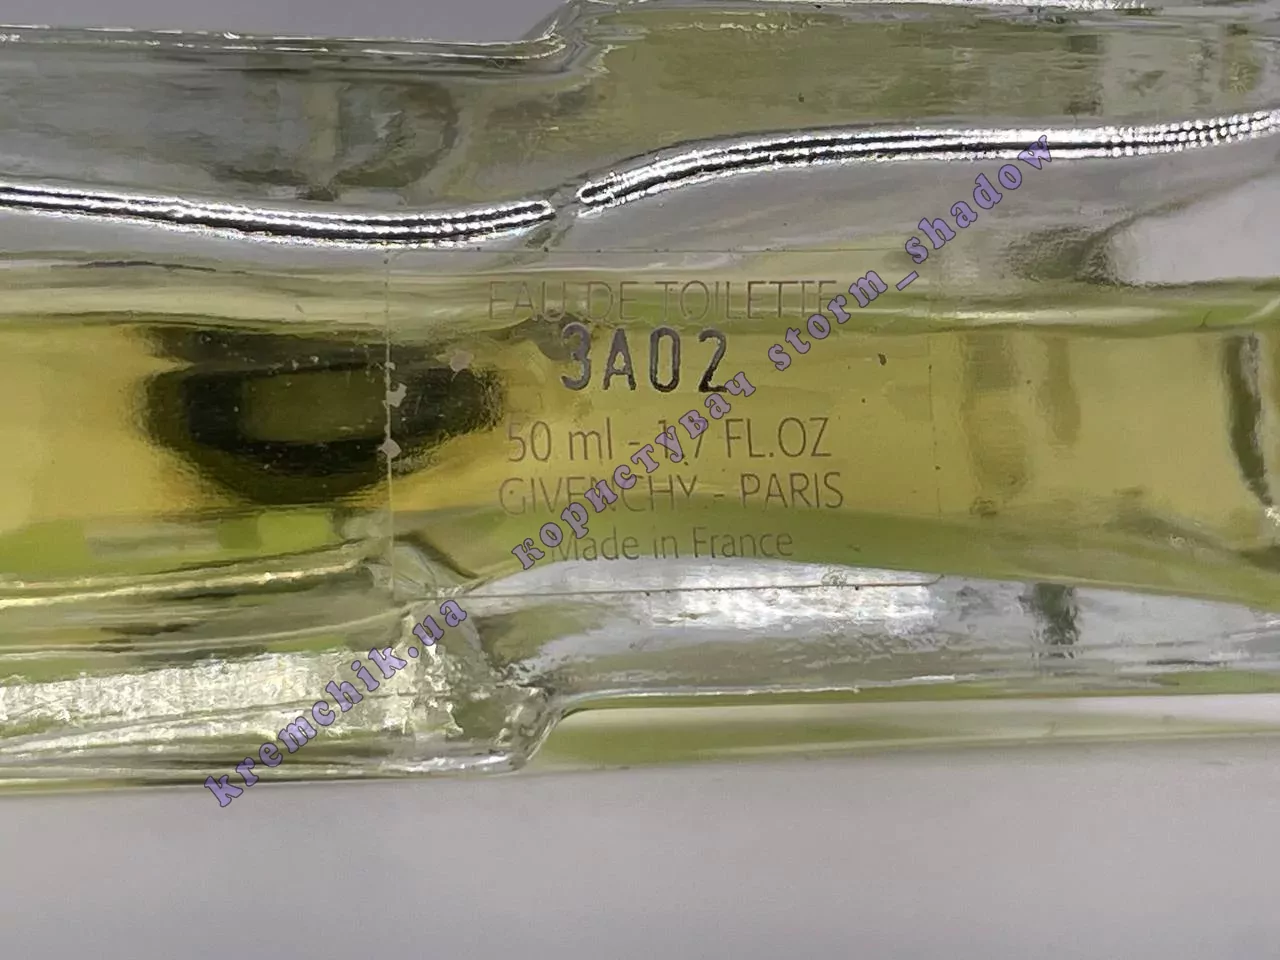 EAU DE TOILETTE
3A02
50 ml - 1.7 FL.OZ
GIVENCHY - PARIS
Made in France
kremchik.ua користувач storm_shadow